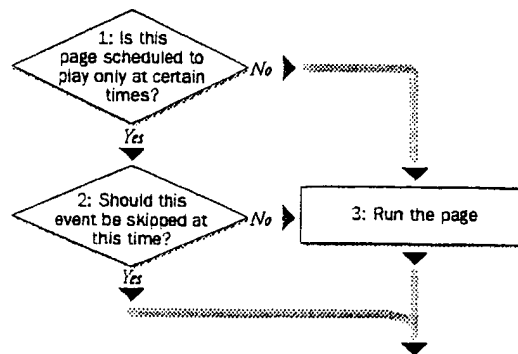 1: Is this
page scheduled to
play only at certain
times?
No
Yes
2: Should this
event be skipped at
this time?
No
3: Run the page
Yes